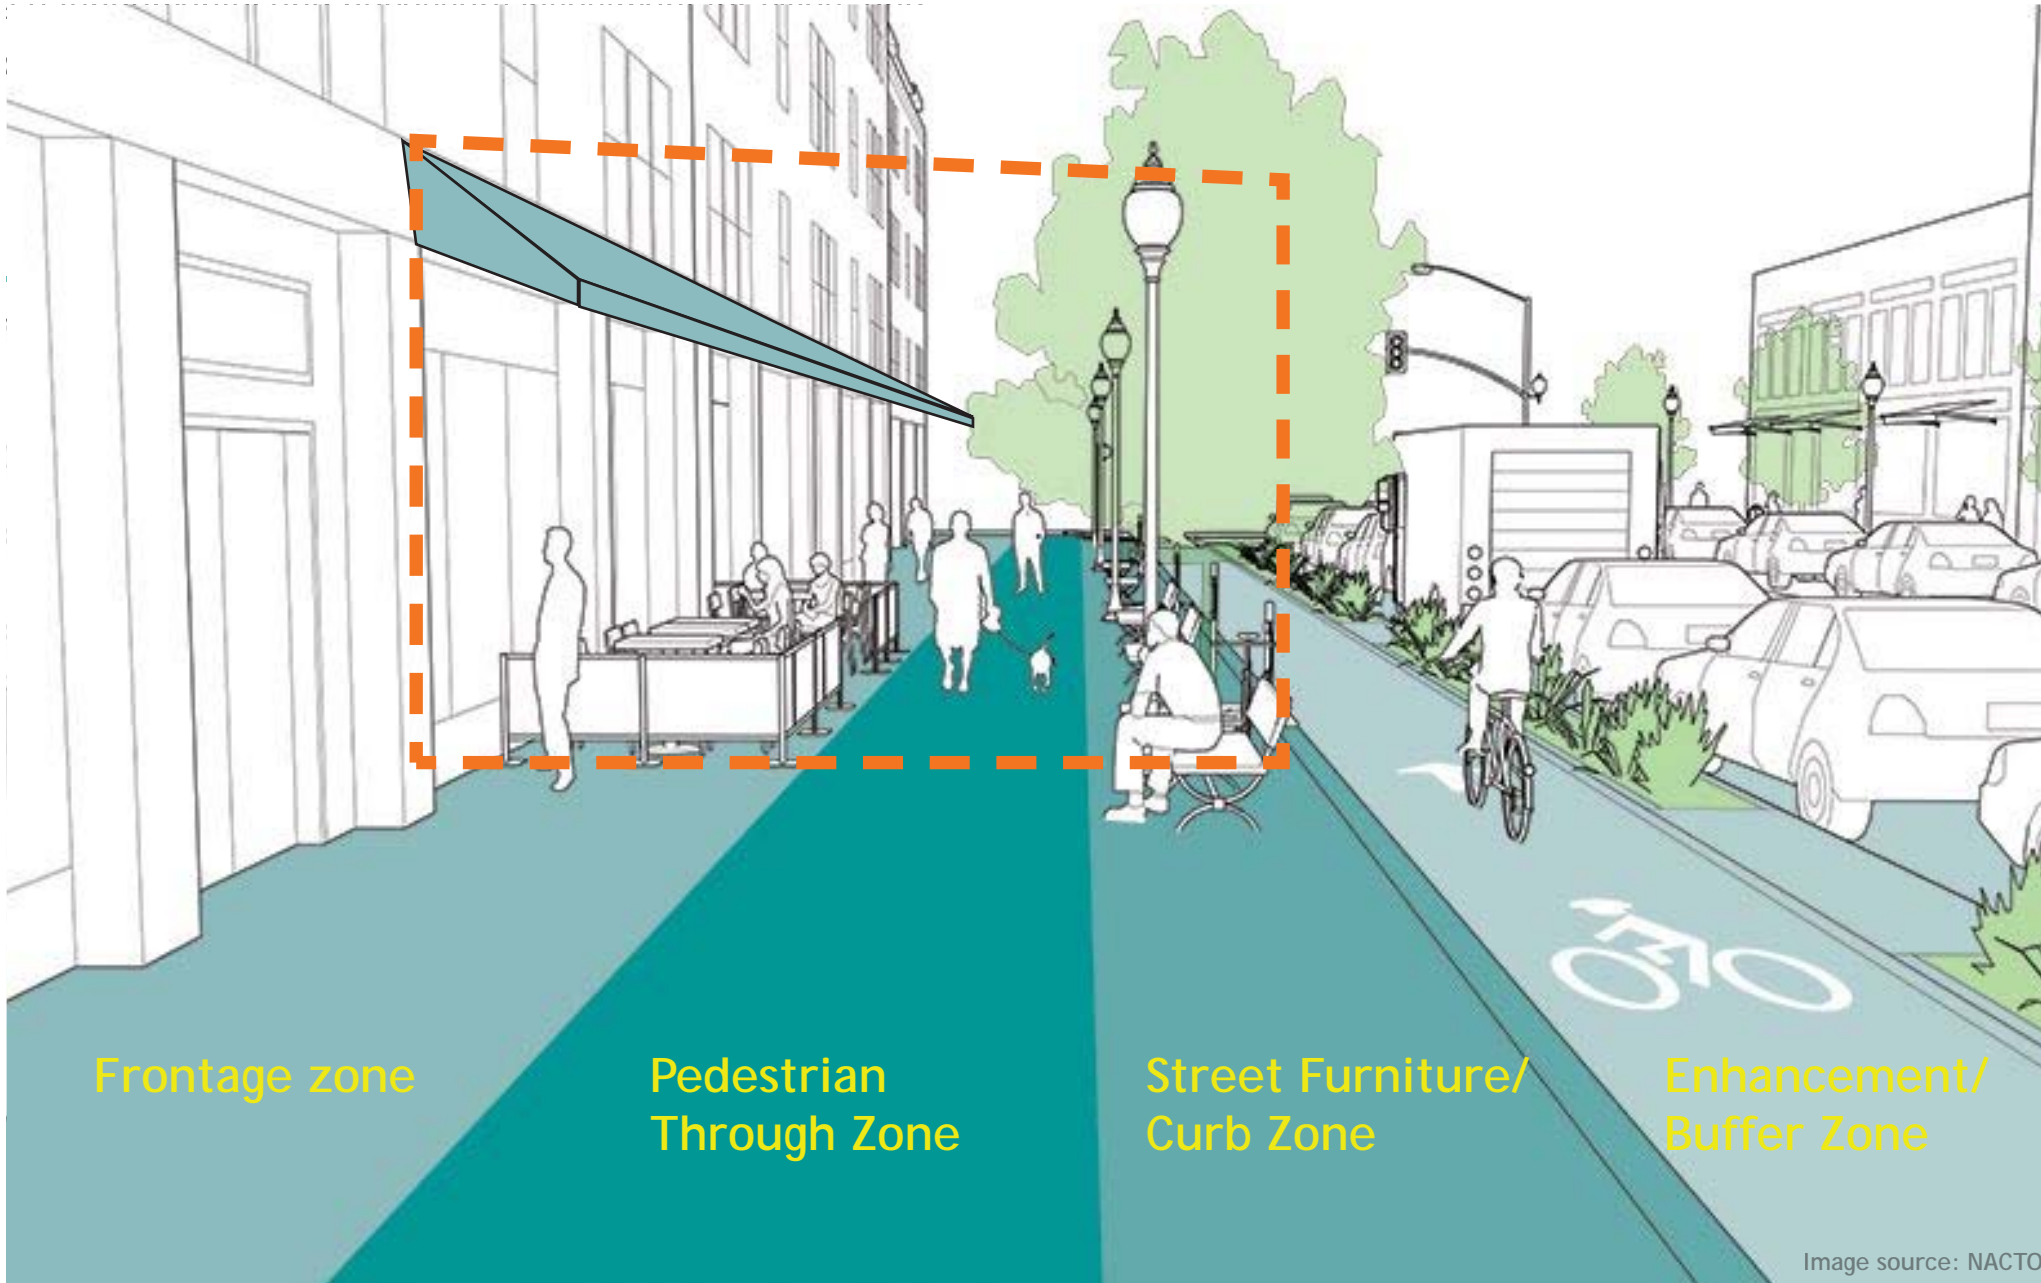 Frontage zone
Pedestrian
Through Zone
Street Furniture/
Curb Zone
Enhancement/
Buffer Zone
Image source: NACTO